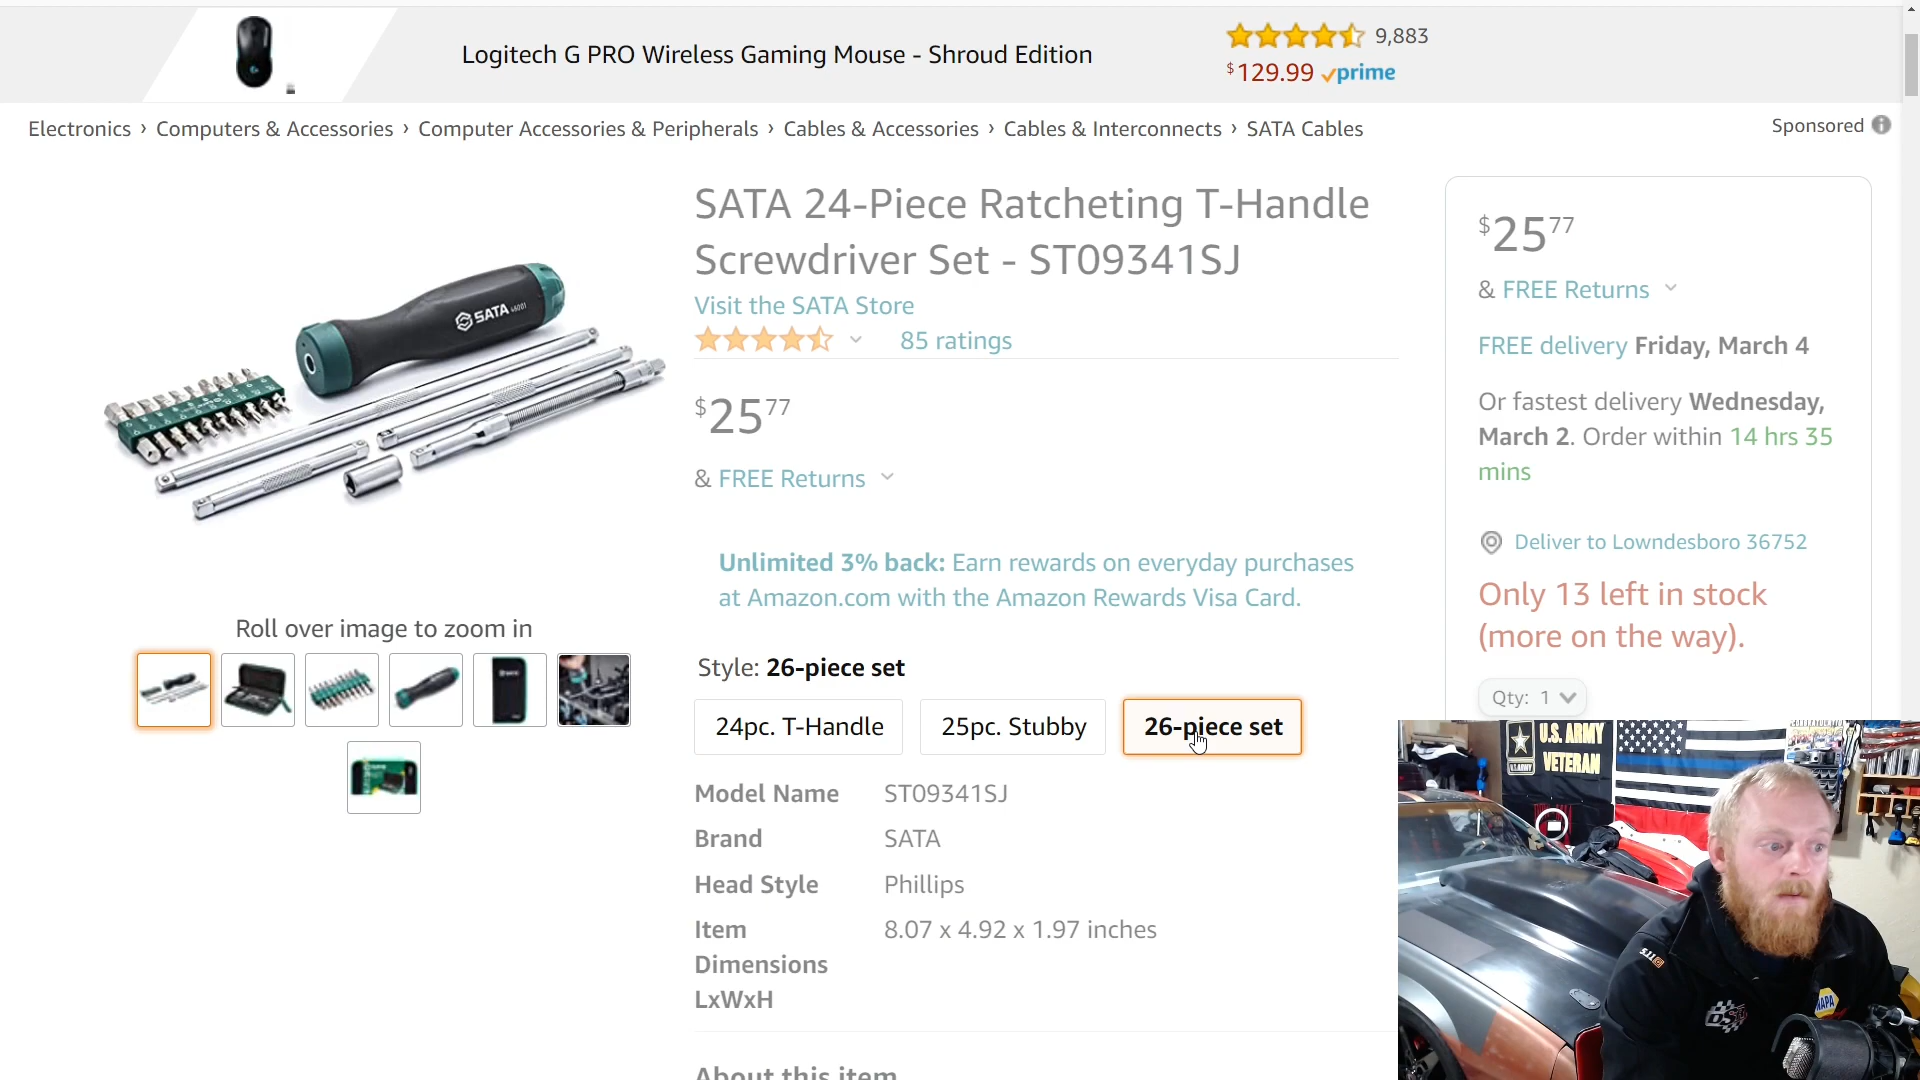 Logitech G PRO Wireless Gaming Mouse - Shroud Edition
9,883
$129.99 prime
Electronics › Computers & Accessories › Computer Accessories & Peripherals › Cables & Accessories › Cables & Interconnects › SATA Cables
Sponsored
SATA 24-Piece Ratcheting T-Handle
Screwdriver Set - ST09341SJ
Visit the SATA Store
85 ratings
$25 77
& FREE Returns
Unlimited 3% back: Earn rewards on everyday purchases
at Amazon.com with the Amazon Rewards Visa Card.
Style: 26-piece set
24pc. T-Handle
25pc. Stubby
26-piece set
Model Name ST09341SJ
Brand SATA
Head Style Phillips
Item 8.07 x 4.92 x 1.97 inches
Dimensions
LxWxH
About this item
SATA
Roll over image to zoom in
$25 77
& FREE Returns
FREE delivery Friday, March 4
Or fastest delivery Wednesday,
March 2. Order within 14 hrs 35
mins
Deliver to Lowndesboro 36752
Only 13 left in stock
(more on the way).
Qty: 1
U.S. ARMY
VETERAN
5.11
NAPA